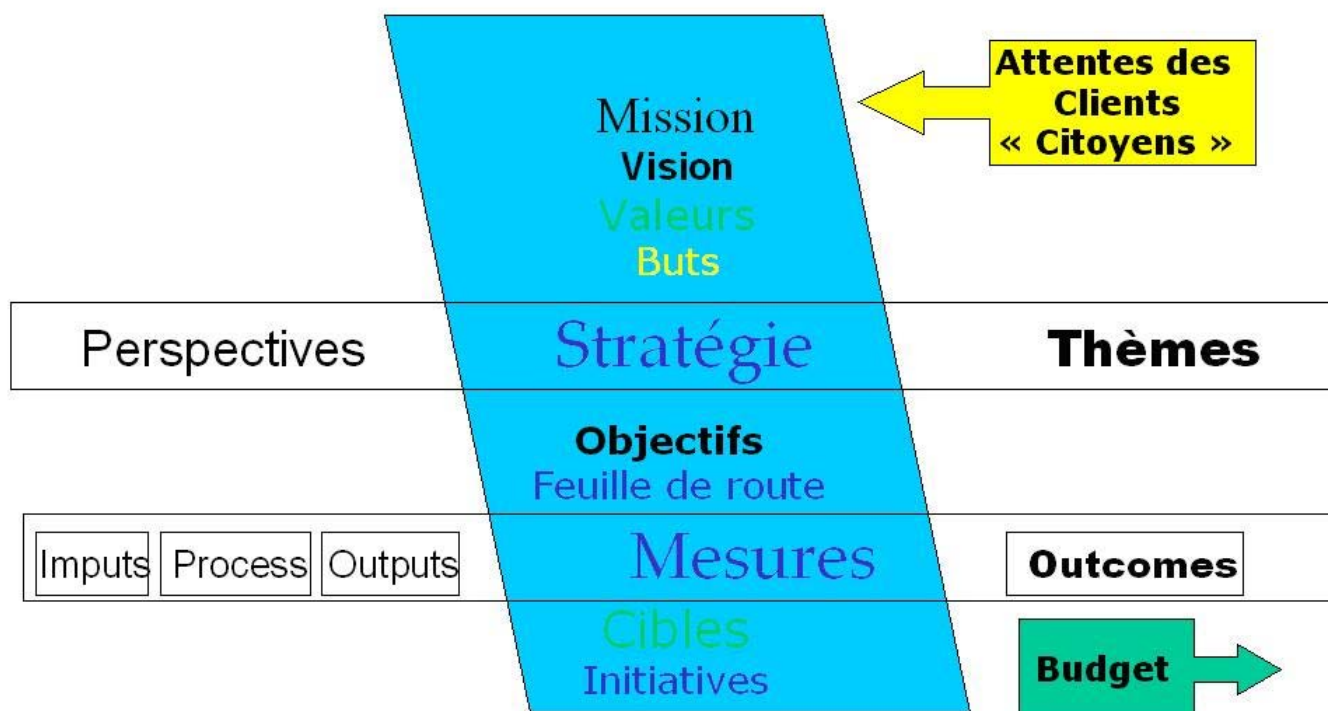 Attentes des
Clients
« Citoyens »
Mission
Vision
Valeurs
Buts
Perspectives
Stratégie
Thèmes
Objectifs
Feuille de route
Imputs
Process
Outputs
Mesures
Outcomes
Cibles
Initiatives
Budget